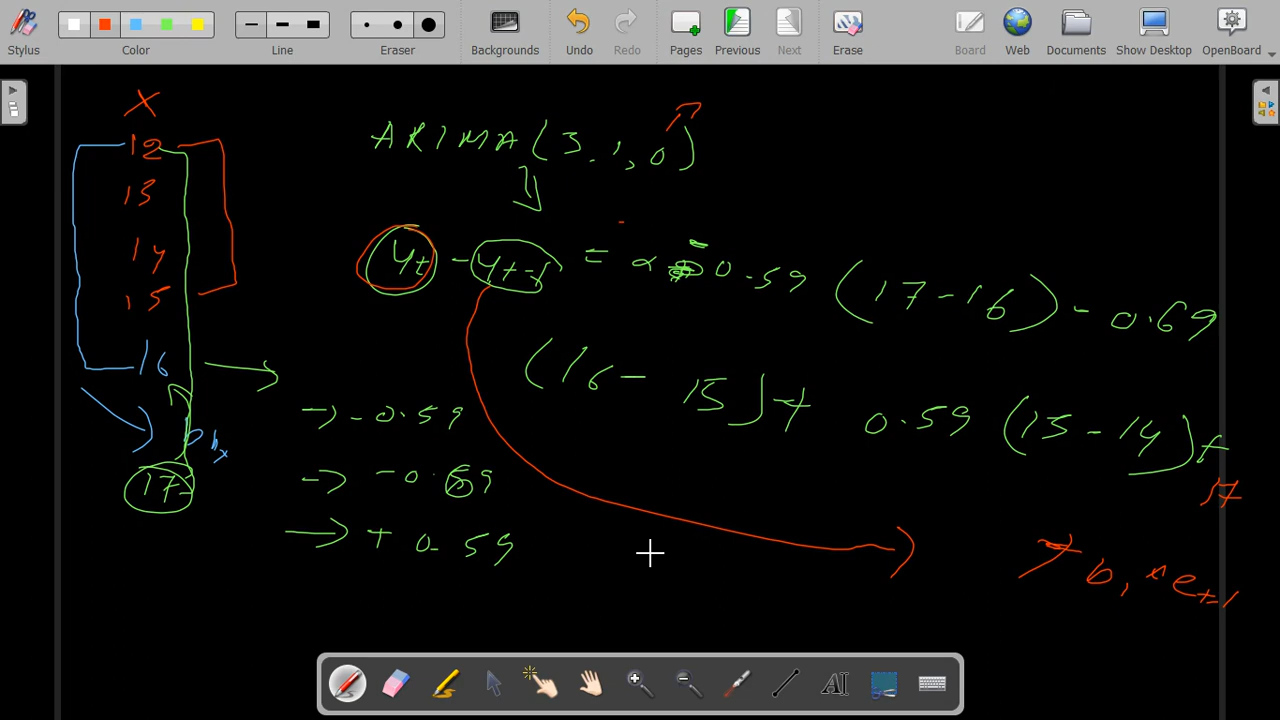 Stylus
Color
Line
Eraser
Backgrounds
Undo
Redo
Pages
Previous
Next
Erase
Board
Web
Documents
Show Desktop
OpenBoard
X
12
13
14
15
16
17
ARIMA(3.1,0)
yt - yt-1 = α - 0.59 (17-16) - 0.69
(16 - 15) + 0.59 (15 - 14) +
17
→ - 0.59
→ - 0.69
→ + 0.59
b1 * et-1
AI